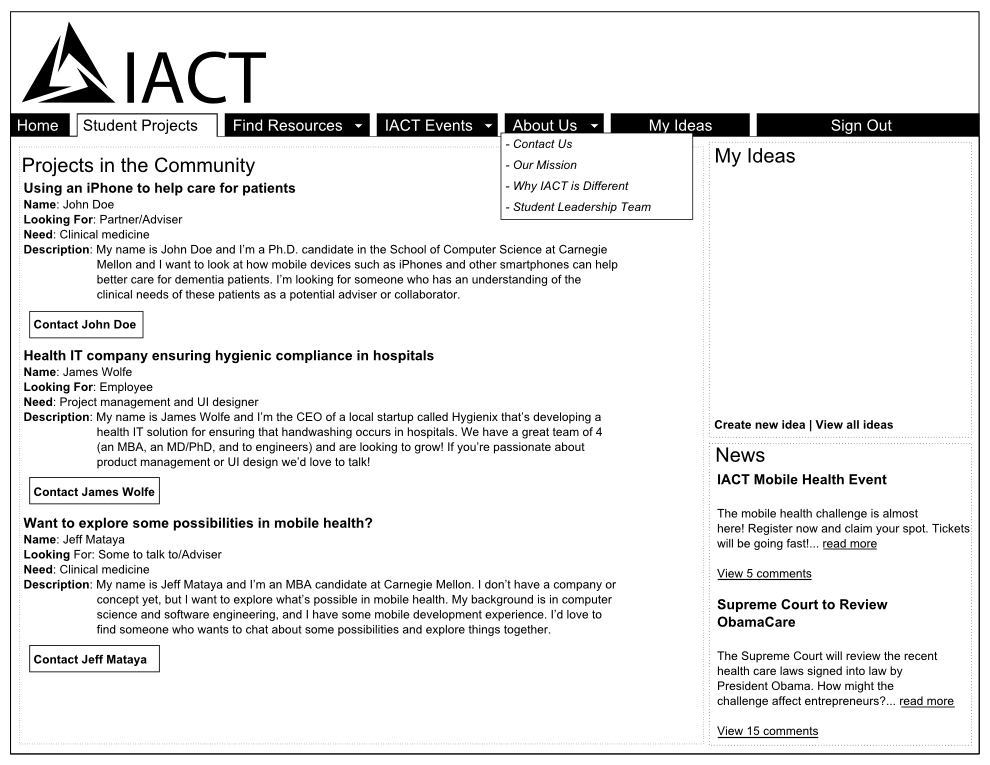 IACT
Home
Student Projects
Find Resources
IACT Events
About Us
My Ideas
Sign Out
- Contact Us
- Our Mission
- Why IACT is Different
- Student Leadership Team
Projects in the Community
Using an iPhone to help care for patients
Name: John Doe
Looking For: Partner/Adviser
Need: Clinical medicine
Description: My name is John Doe and I'm a Ph.D. candidate in the School of Computer Science at Carnegie
Mellon and I want to look at how mobile devices such as iPhones and other smartphones can help
better care for dementia patients. I'm looking for someone who has an understanding of the
clinical needs of these patients as a potential adviser or collaborator.
Contact John Doe
Health IT company ensuring hygienic compliance in hospitals
Name: James Wolfe
Looking For: Employee
Need: Project management and UI designer
Description: My name is James Wolfe and I'm the CEO of a local startup called Hygienix that's developing a
health IT solution for ensuring that handwashing occurs in hospitals. We have a great team of 4
(an MBA, an MD/PhD, and to engineers) and are looking to grow! If you're passionate about
product management or UI design we'd love to talk!
Contact James Wolfe
Want to explore some possibilities in mobile health?
Name: Jeff Mataya
Looking For: Some to talk to/Adviser
Need: Clinical medicine
Description: My name is Jeff Mataya and I'm an MBA candidate at Carnegie Mellon. I don't have a company or
concept yet, but I want to explore what's possible in mobile health. My background is in computer
science and software engineering, and I have some mobile development experience. I'd love to
find someone who wants to chat about some possibilities and explore things together.
Contact Jeff Mataya
My Ideas
Create new idea | View all ideas
News
IACT Mobile Health Event
The mobile health challenge is almost
here! Register now and claim your spot. Tickets
will be going fast!... read more
View 5 comments
Supreme Court to Review
ObamaCare
The Supreme Court will review the recent
health care laws signed into law by
President Obama. How might the
challenge affect entrepreneurs?... read more
View 15 comments